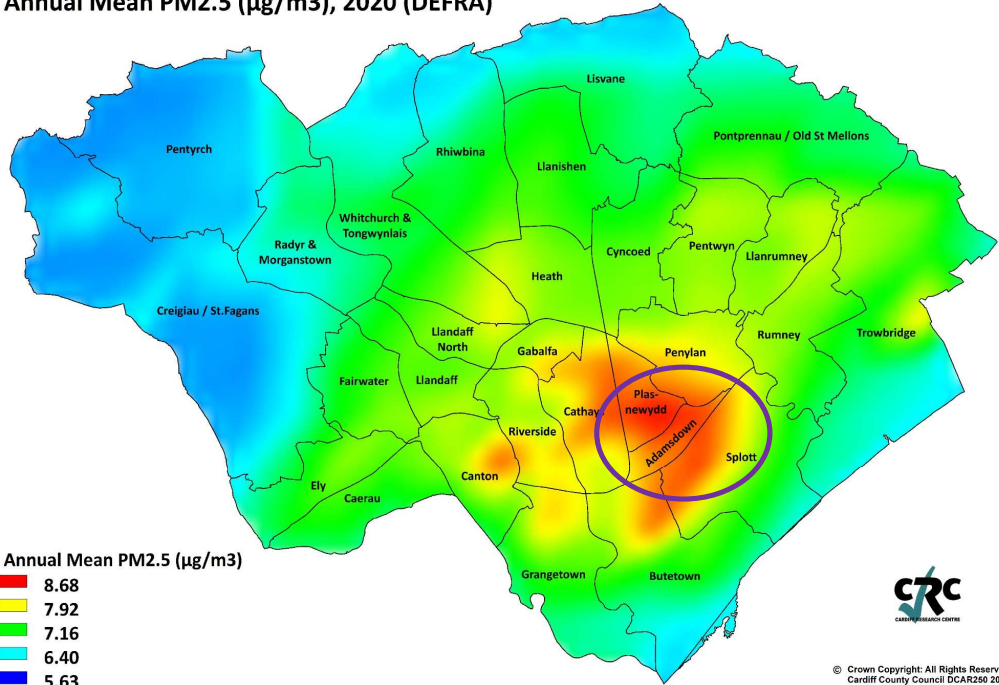 Annual Mean PM2.5 (µg/m3), 2020 (DEFRA)
Lisvane
Pontprennau / Old St Mellons
Pentyrch
Rhiwbina
Llanishen
Whitchurch &
Tongwynlais
Radyr &
Morganstown
Cyncoed
Pentwyn
Llanrumney
Heath
Creigiau / St.Fagans
Llandaff
North
Gabalfa
Penylan
Rumney
Trowbridge
Fairwater
Llandaff
Plas-
newydd
Cathay
Riverside
Adamsdown
Splott
Canton
Ely
Caerau
Grangetown
Butetown
Annual Mean PM2.5 (µg/m3)
8.68
7.92
7.16
6.40
5.63
CRC
CARDIFF RESEARCH CENTRE
© Crown Copyright: All Rights Reserv
Cardiff County Council DCAR250 20